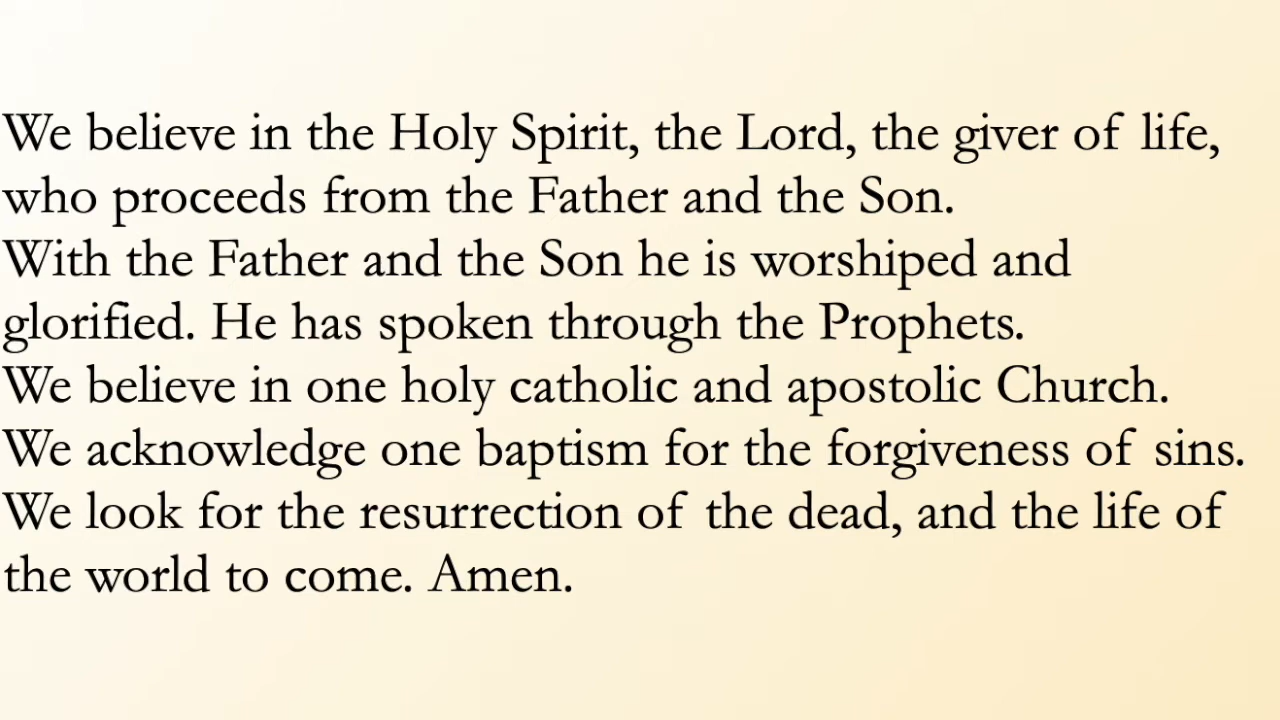 We believe in the Holy Spirit, the Lord, the giver of life,
who proceeds from the Father and the Son.
With the Father and the Son he is worshiped and
glorified. He has spoken through the Prophets.
We believe in one holy catholic and apostolic Church.
We acknowledge one baptism for the forgiveness of sins.
We look for the resurrection of the dead, and the life of
the world to come. Amen.